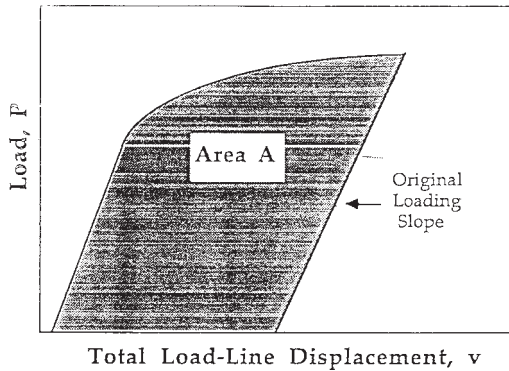 Load, P
Area A
Original
Loading
Slope
Total Load-Line Displacement, v